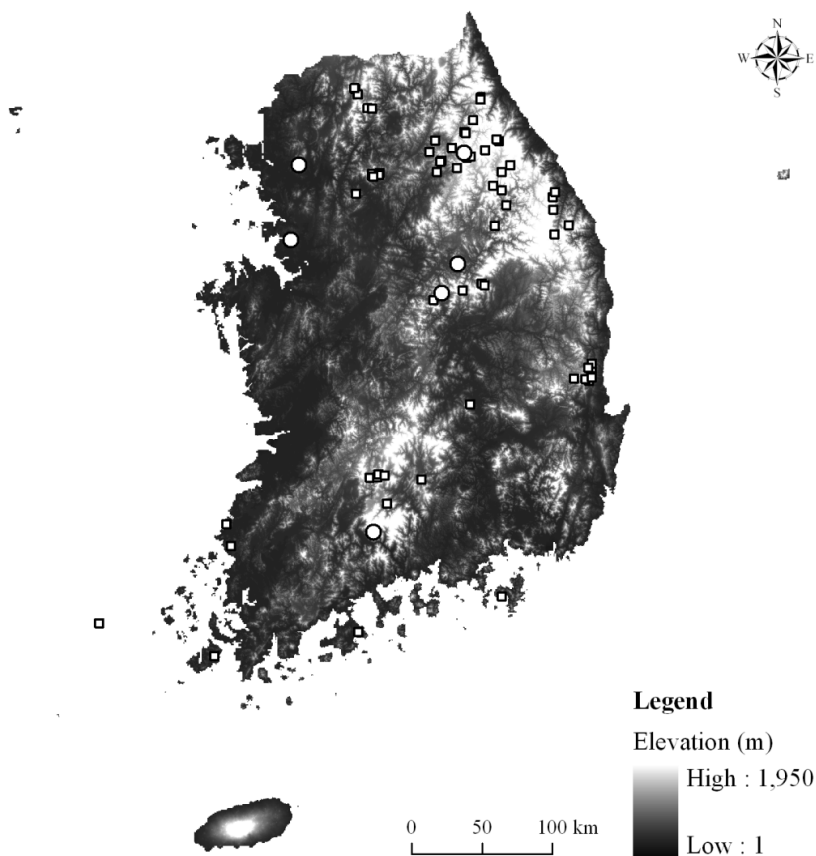 N
W E
S
Legend
Elevation (m)
High : 1,950
Low : 1
0 50 100 km